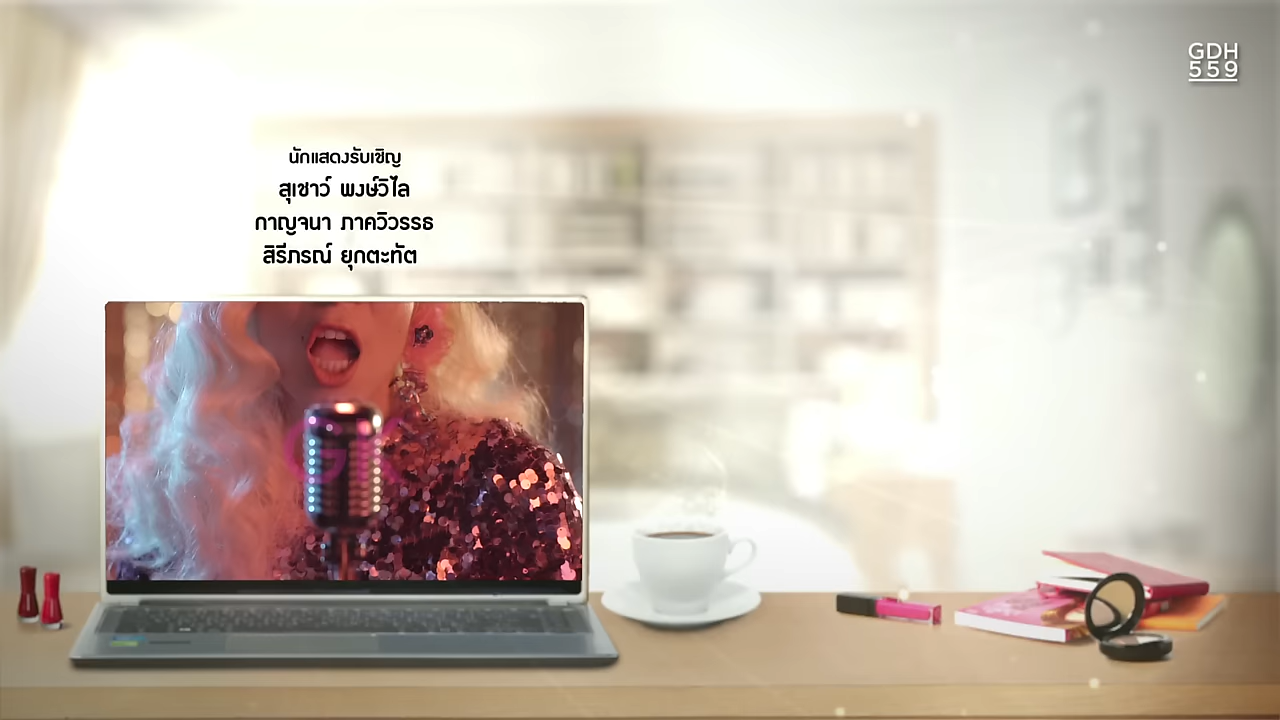 GDH
559
นักแสดงรับเชิญ
สุเชาว์ พงษ์วิไล
กาญจนา ภาควิวรรธ
สิรีภรณ์ ยุกตะทัต
GK